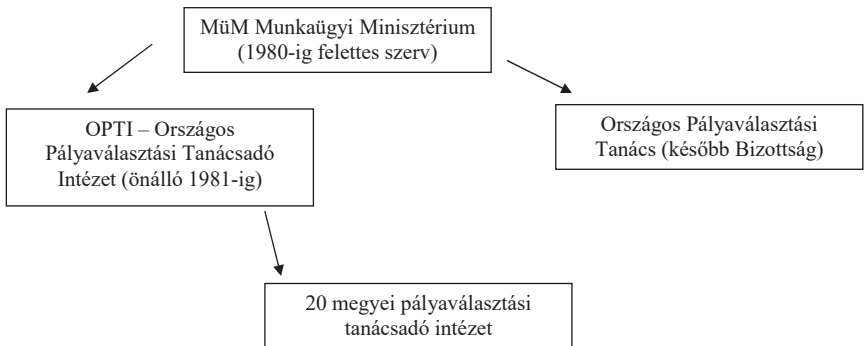 MüM Munkaügyi Minisztérium
(1980-ig felettes szerv)
OPTI – Országos
Pályaválasztási Tanácsadó
Intézet (önálló 1981-ig)
Országos Pályaválasztási
Tanács (később Bizottság)
20 megyei pályaválasztási
tanácsadó intézet